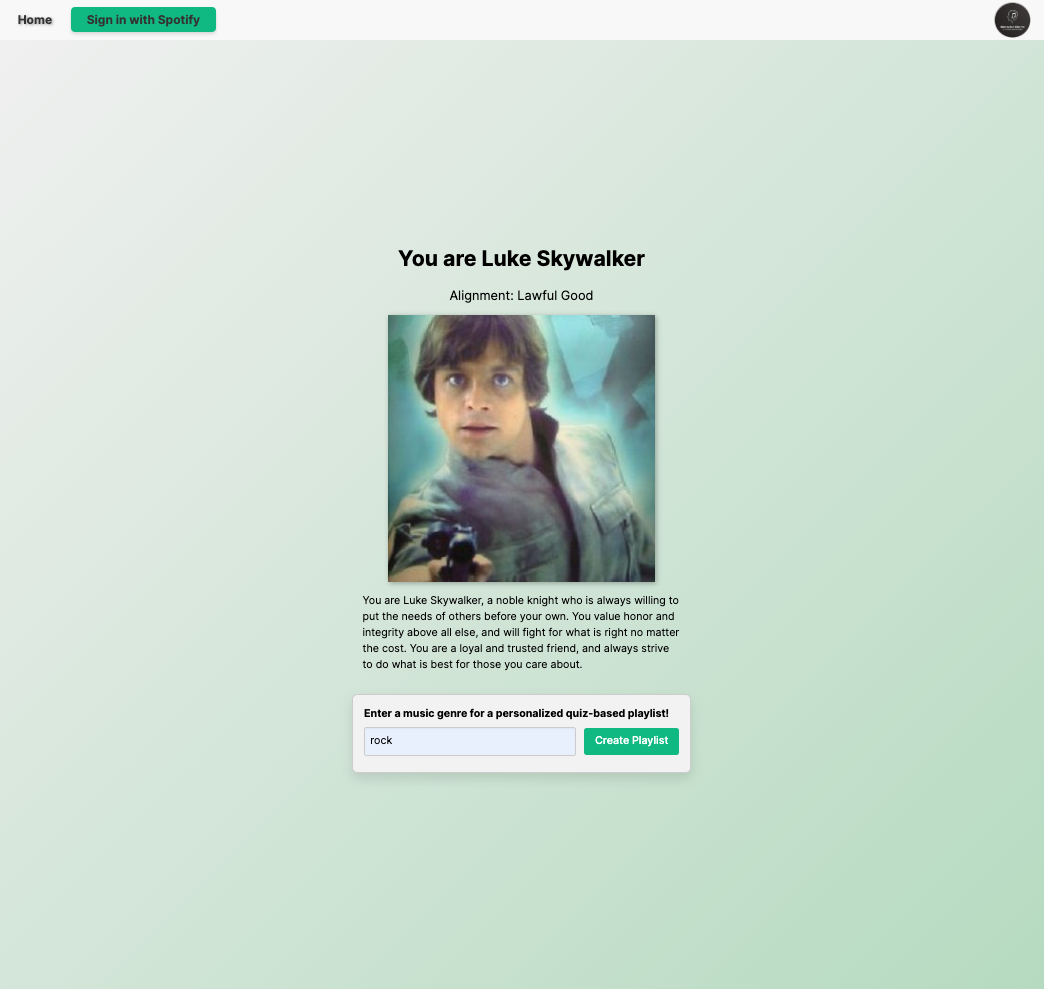 Home
Sign in with Spotify
You are Luke Skywalker
Alignment: Lawful Good
You are Luke Skywalker, a noble knight who is always willing to
put the needs of others before your own. You value honor and
integrity above all else, and will fight for what is right no matter
the cost. You are a loyal and trusted friend, and always strive
to do what is best for those you care about.
Enter a music genre for a personalized quiz-based playlist!
rock
Create Playlist